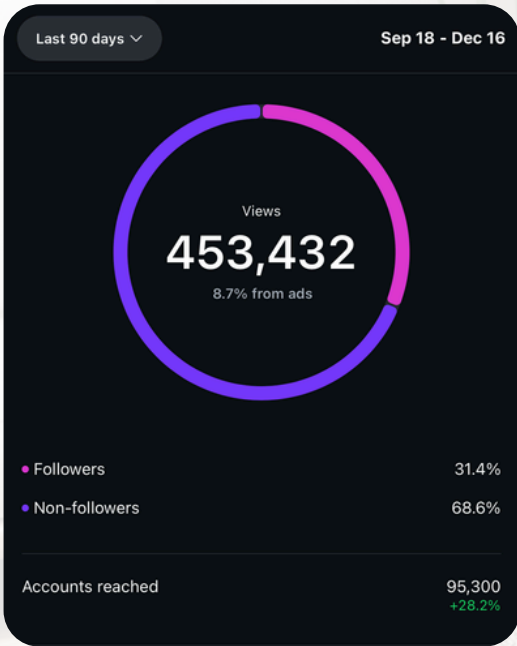 Last 90 days
Sep 18 - Dec 16
Views
453,432
8.7% from ads
Followers
31.4%
Non-followers
68.6%
Accounts reached
95,300
+28.2%